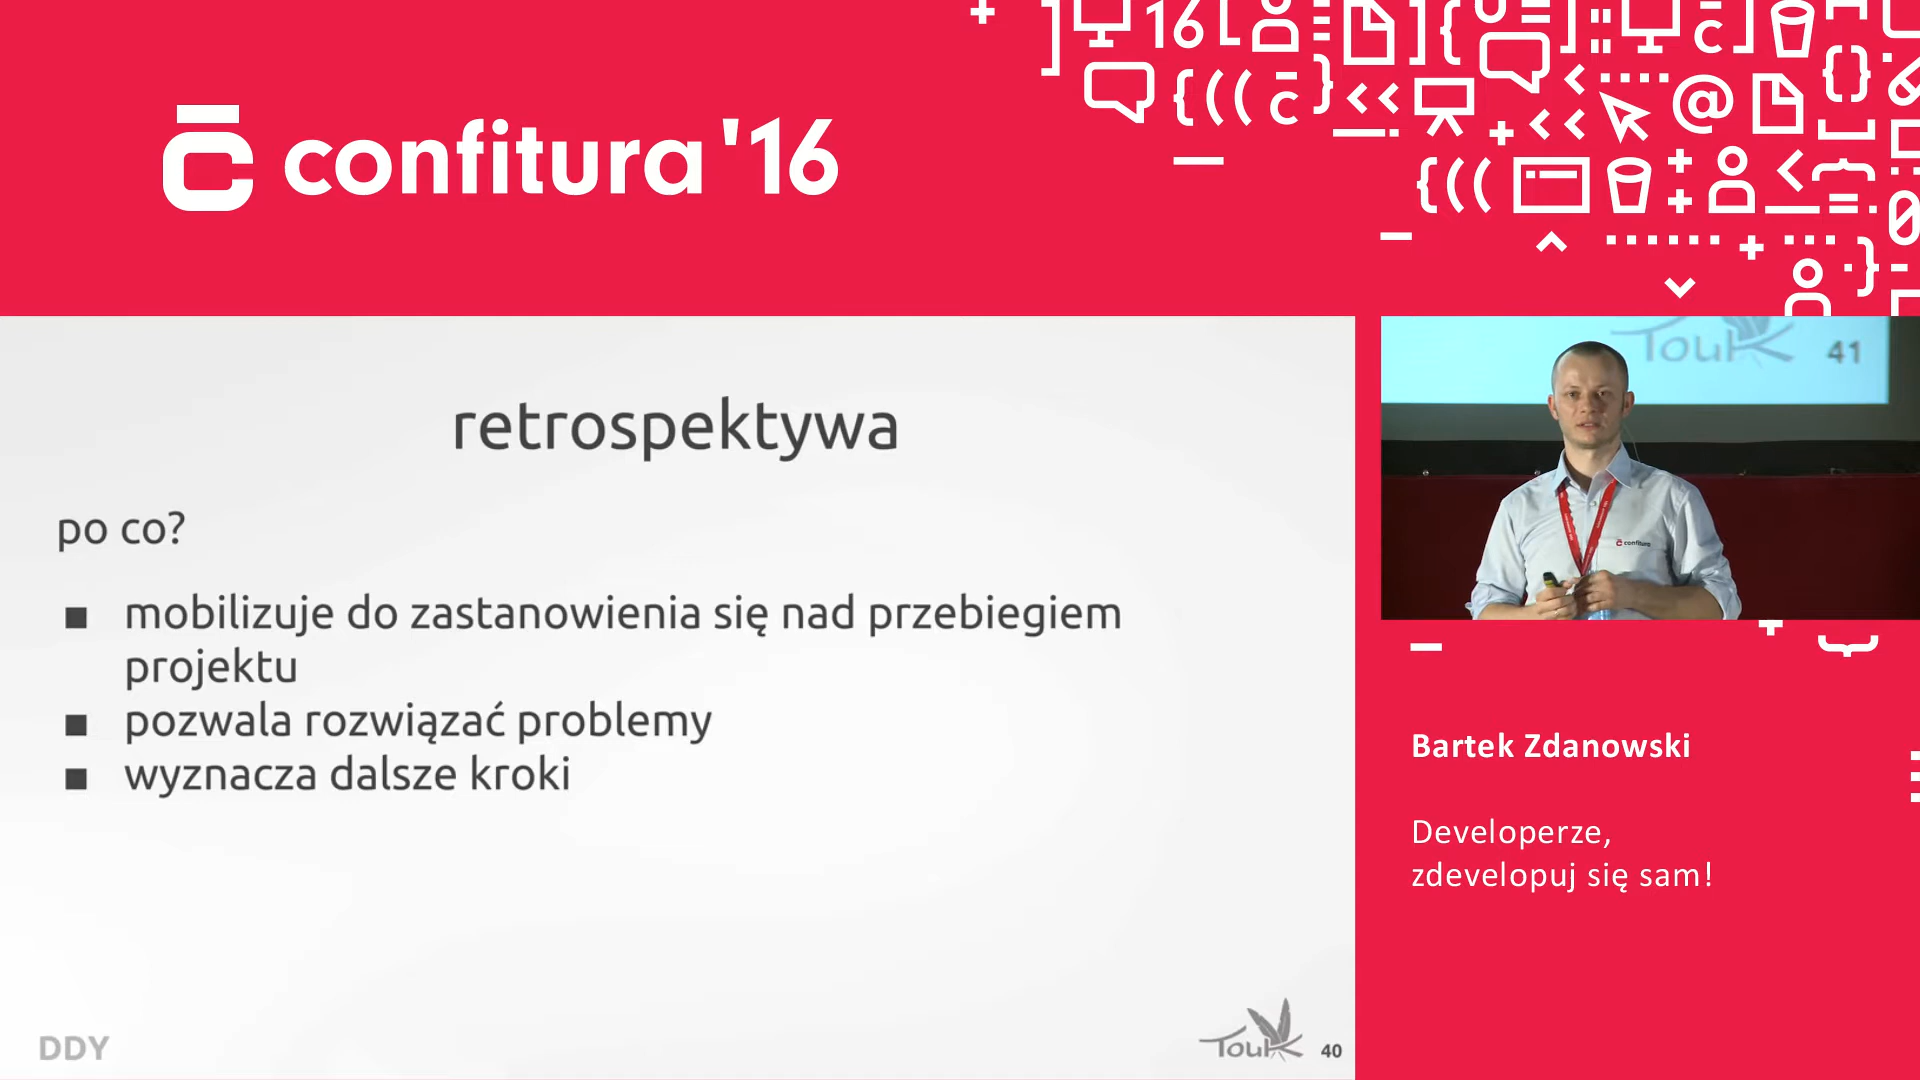 c confitura '16
retrospektywa
po co?
■ mobilizuje do zastanowienia się nad przebiegiem
projektu
■ pozwala rozwiązać problemy
■ wyznacza dalsze kroki
DDY
Touk
40
Touk 41
confitura
Bartek Zdanowski
Developerze,
zdevelopuj się sam!